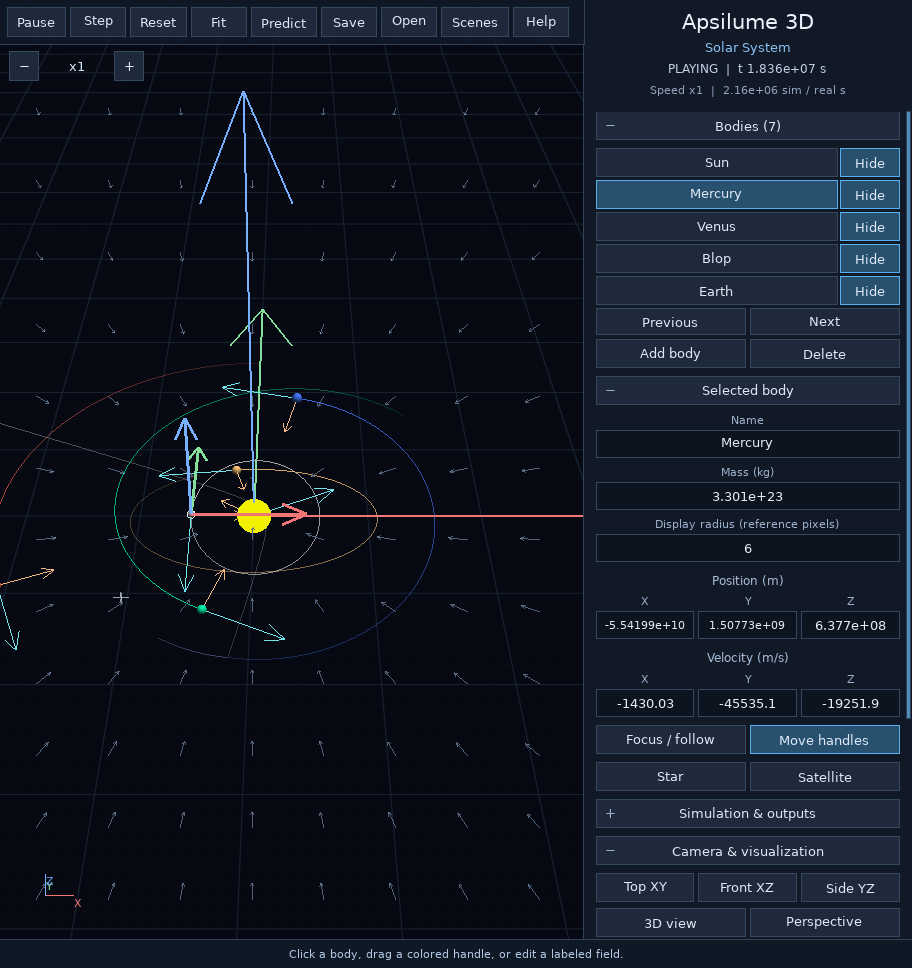 Pause Step Reset Fit Predict Save Open Scenes Help
− x1 +
Apsilume 3D
Solar System
PLAYING | t 1.836e+07 s
Speed x1 | 2.16e+06 sim / real s
− Bodies (7)
Sun Hide
Mercury Hide
Venus Hide
Blop Hide
Earth Hide
Previous Next
Add body Delete
− Selected body
Name
Mercury
Mass (kg)
3.301e+23
Display radius (reference pixels)
6
Position (m)
X Y Z
-5.54199e+10 1.50773e+09 6.377e+08
Velocity (m/s)
X Y Z
-1430.03 -45535.1 -19251.9
Focus / follow Move handles
Star Satellite
+ Simulation & outputs
− Camera & visualization
Top XY Front XZ Side YZ
3D view Perspective
Z
Y
X
Click a body, drag a colored handle, or edit a labeled field.